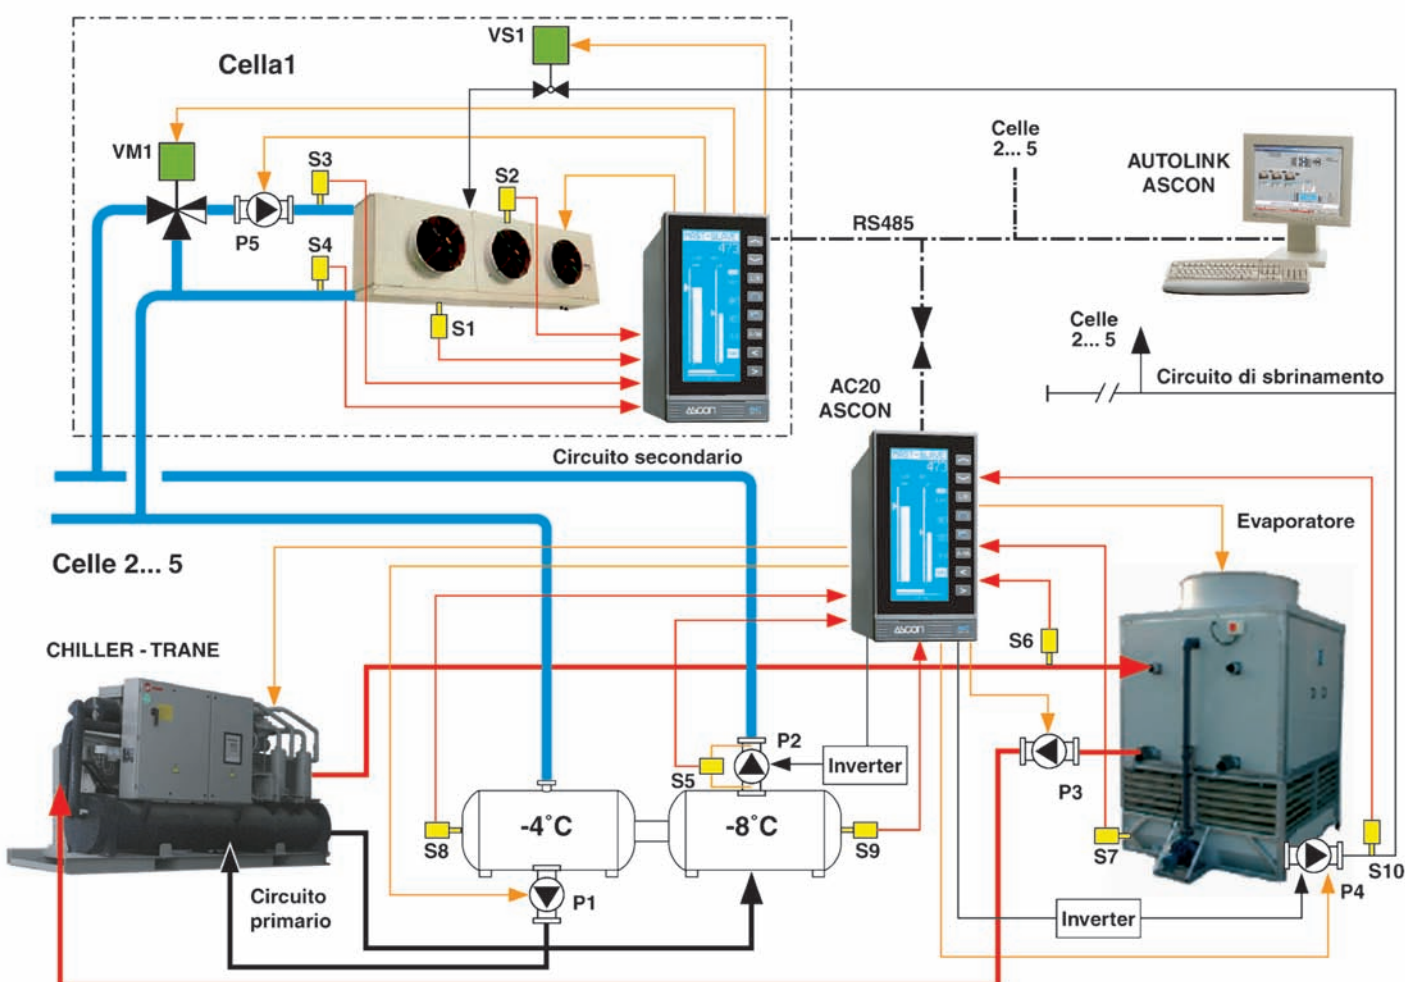 VS1
Cella1
VM1
S3
S2
P5
S4
S1
Celle
2... 5
AUTOLINK
ASCON
RS485
Celle
2... 5
Circuito di sbrinamento
AC20
ASCON
ASCON
Circuito secondario
Celle 2... 5
Evaporatore
ASCON
S6
CHILLER - TRANE
P2
Inverter
S5
P3
-4°C
-8°C
S8
S9
S7
S10
P4
P1
Circuito
primario
Inverter